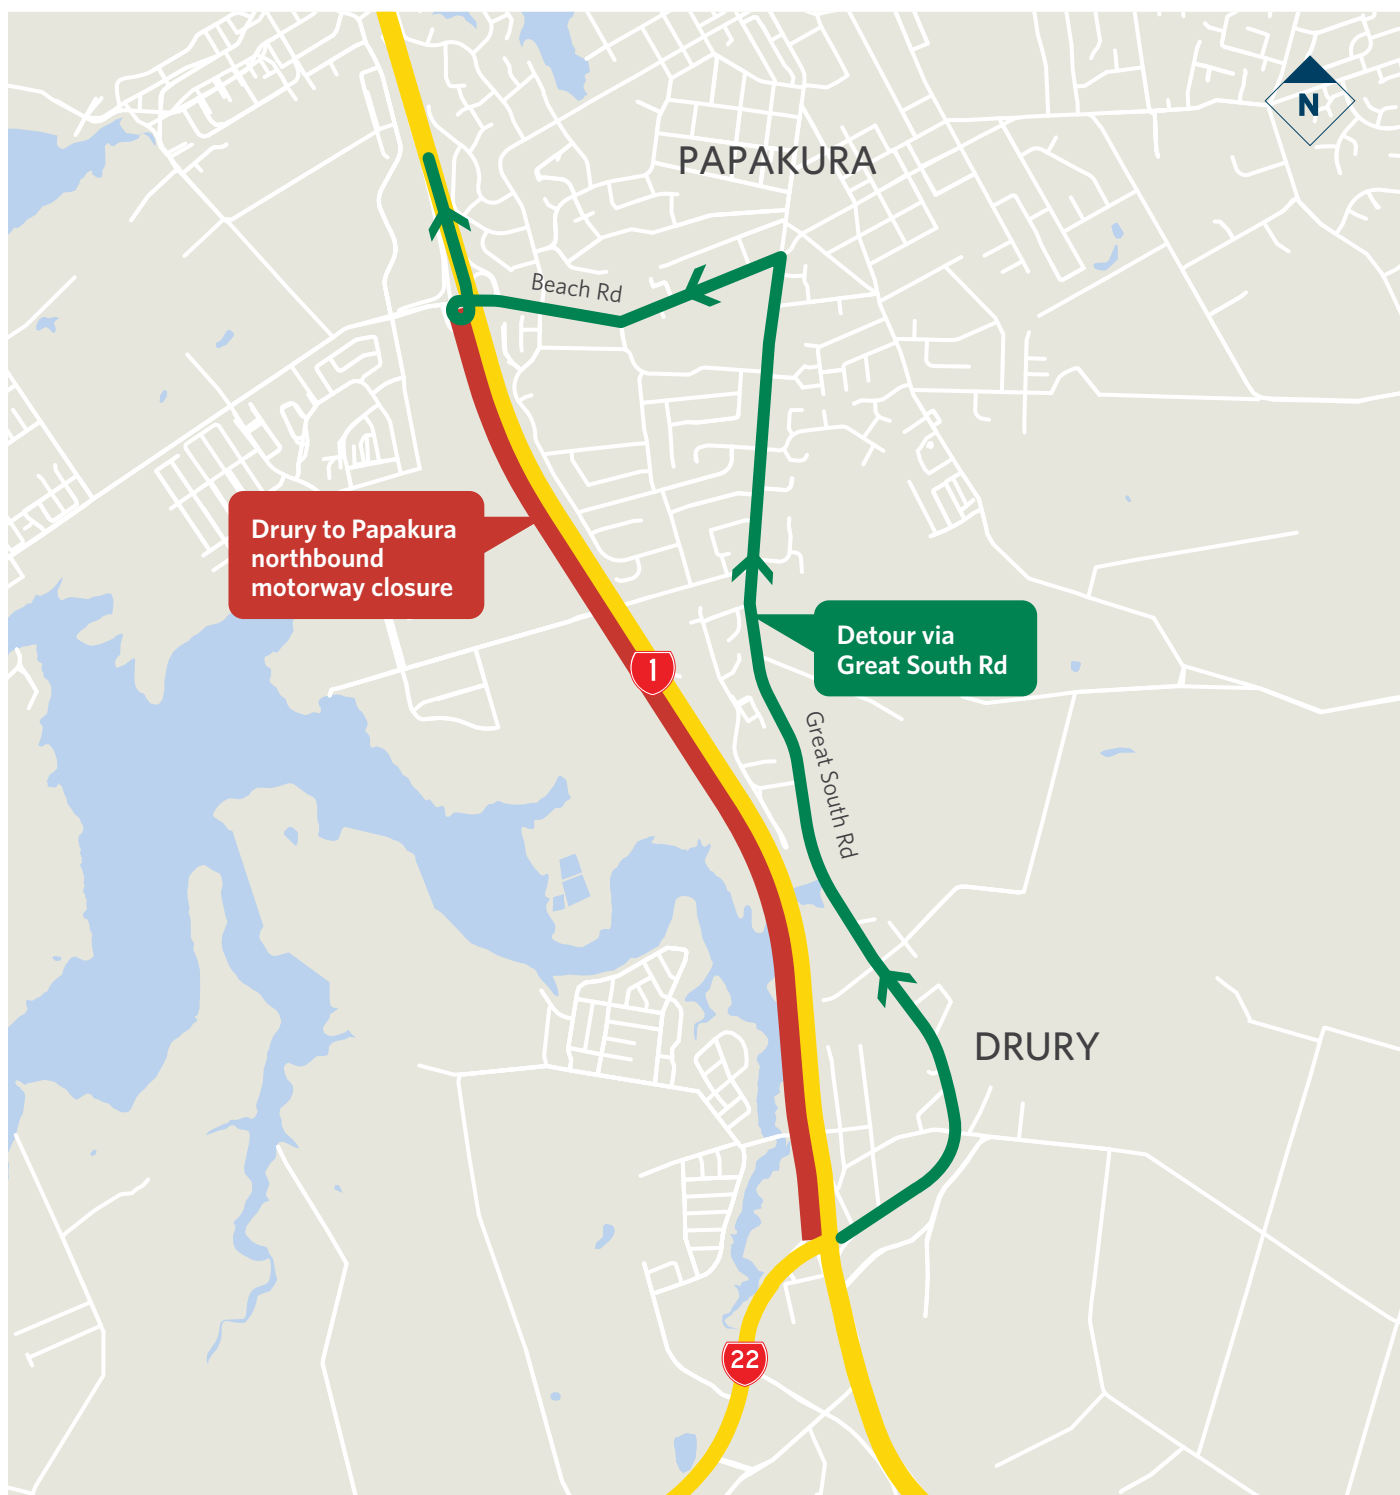 N
PAPAKURA
Beach Rd
Drury to Papakura
northbound
motorway closure
Detour via
Great South Rd
1
Great South Rd
DRURY
22